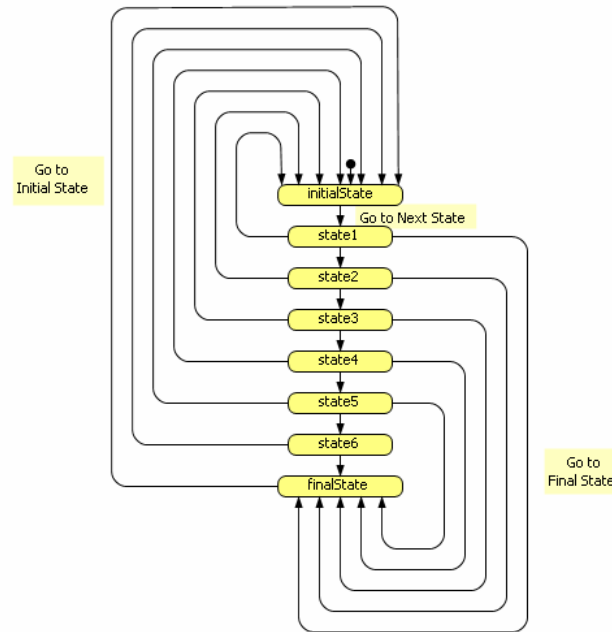 Go to
Initial State
initialState
Go to Next State
state1
state2
state3
state4
state5
state6
finalState
Go to
Final State